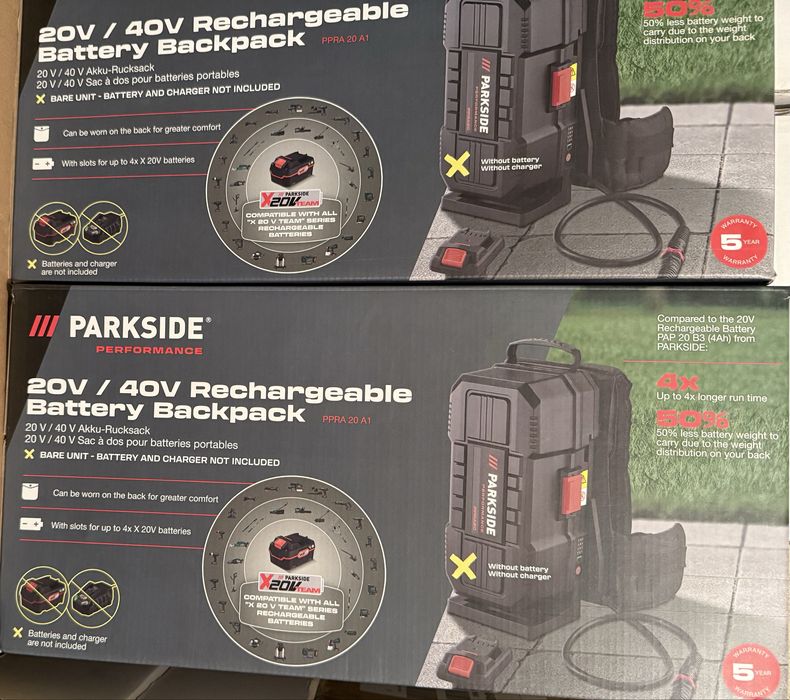 20V / 40V Rechargeable
Battery Backpack PPRA 20 A1
20 V / 40 V Akku-Rucksack
20 V / 40 V Sac à dos pour batteries portables
BARE UNIT - BATTERY AND CHARGER NOT INCLUDED
Can be worn on the back for greater comfort
With slots for up to 4x X 20V batteries
Batteries and charger
are not included
PARKSIDE
X20V TEAM
COMPATIBLE WITH ALL
"X 20 V TEAM" SERIES
RECHARGEABLE
BATTERIES
PARKSIDE
PERFORMANCE
Without battery
Without charger
50%
50% less battery weight to
carry due to the weight
distribution on your back
WARRANTY
5 YEAR
WARRANTY
PARKSIDE®
PERFORMANCE
20V / 40V Rechargeable
Battery Backpack PPRA 20 A1
20 V / 40 V Akku-Rucksack
20 V / 40 V Sac à dos pour batteries portables
BARE UNIT - BATTERY AND CHARGER NOT INCLUDED
Can be worn on the back for greater comfort
With slots for up to 4x X 20V batteries
Batteries and charger
are not included
PARKSIDE
X20V TEAM
COMPATIBLE WITH ALL
"X 20 V TEAM" SERIES
RECHARGEABLE
BATTERIES
PARKSIDE
PERFORMANCE
Without battery
Without charger
Compared to the 20V
Rechargeable Battery
PAP 20 B3 (4Ah) from
PARKSIDE:
4x
Up to 4x longer run time
50%
50% less battery weight to
carry due to the weight
distribution on your back
WARRANTY
5 YEAR
WARRANTY